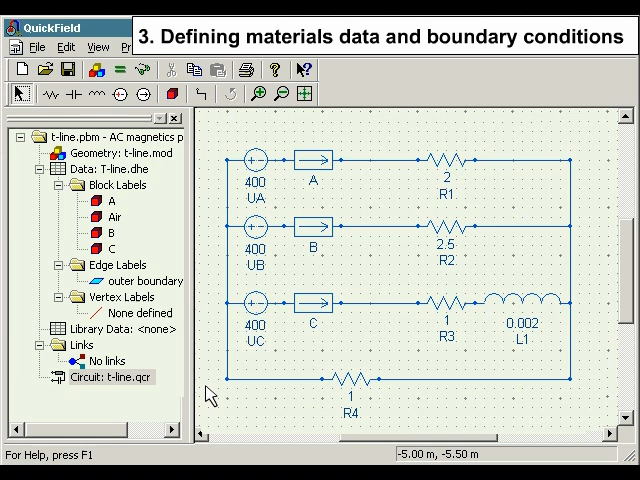 QuickField
3. Defining materials data and boundary conditions
File Edit View
t-line.pbm - AC magnetics p
Geometry: t-line.mod
Data: T-line.dhe
Block Labels
A
Air
B
C
Edge Labels
outer boundary
Vertex Labels
None defined
Library Data: <none>
Links
No links
Circuit: t-line.qcr
400
UA
A
2
R1
400
UB
B
2.5
R2
400
UC
C
1
R3
0.002
L1
1
R4
For Help, press F1
-5.00 m, -5.50 m